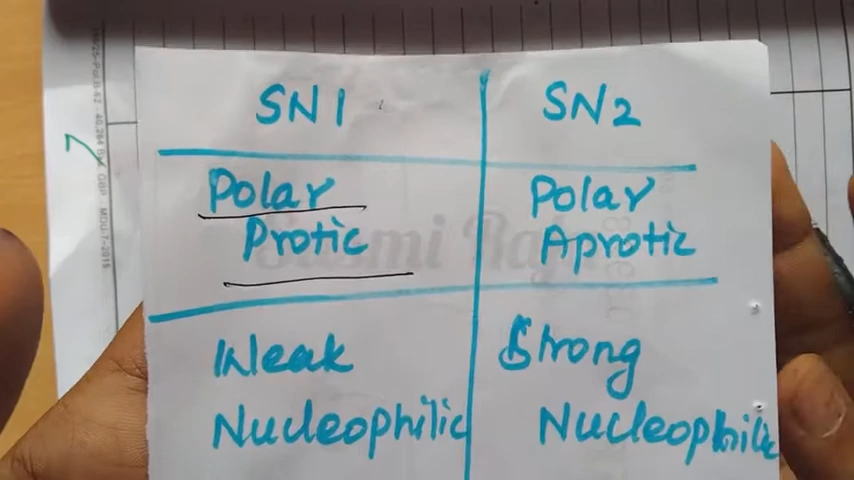 SN1 SN2
Polar Polar
Protic Aprotic
Weak Strong
Nucleophilic Nucleophilic